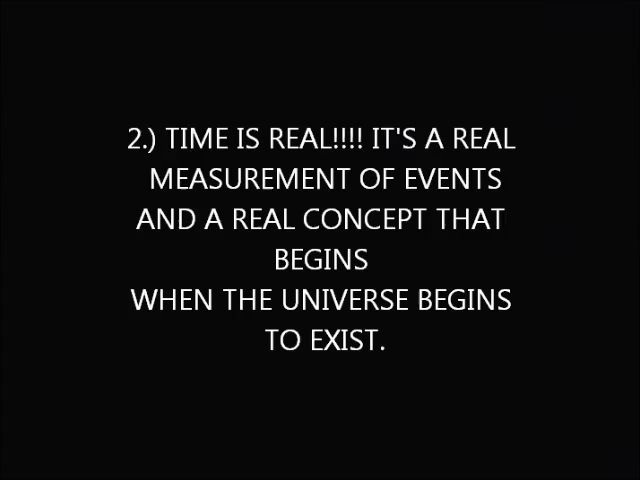 2.) TIME IS REAL!!!! IT'S A REAL
MEASUREMENT OF EVENTS
AND A REAL CONCEPT THAT
BEGINS
WHEN THE UNIVERSE BEGINS
TO EXIST.